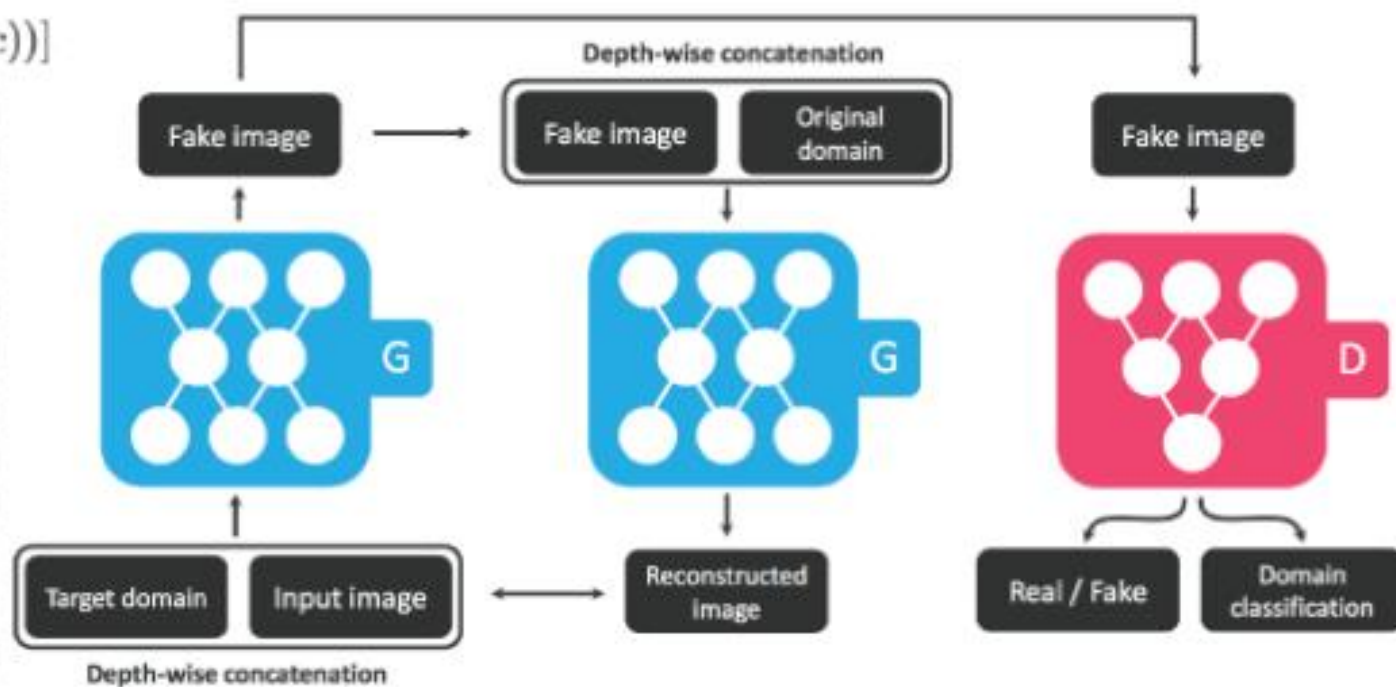 ))]
Depth-wise concatenation
Fake image
Fake image
Original
domain
Fake image
G
G
D
Target domain
Input image
Reconstructed
image
Real / Fake
Domain
classification
Depth-wise concatenation